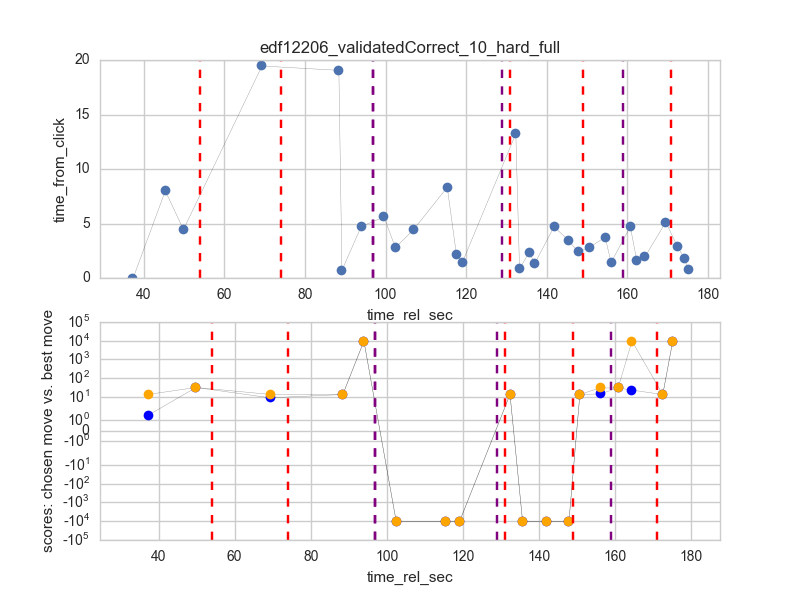 edf12206_validatedCorrect_10_hard_full
20
15
10
5
0
time_from_click
40 60 80 100 120 140 160 180
time_rel_sec
10^5
10^4
10^3
10^2
10^1
10^0
0
-10^0
-10^1
-10^2
-10^3
-10^4
-10^5
scores: chosen move vs. best move
40 60 80 100 120 140 160 180
time_rel_sec